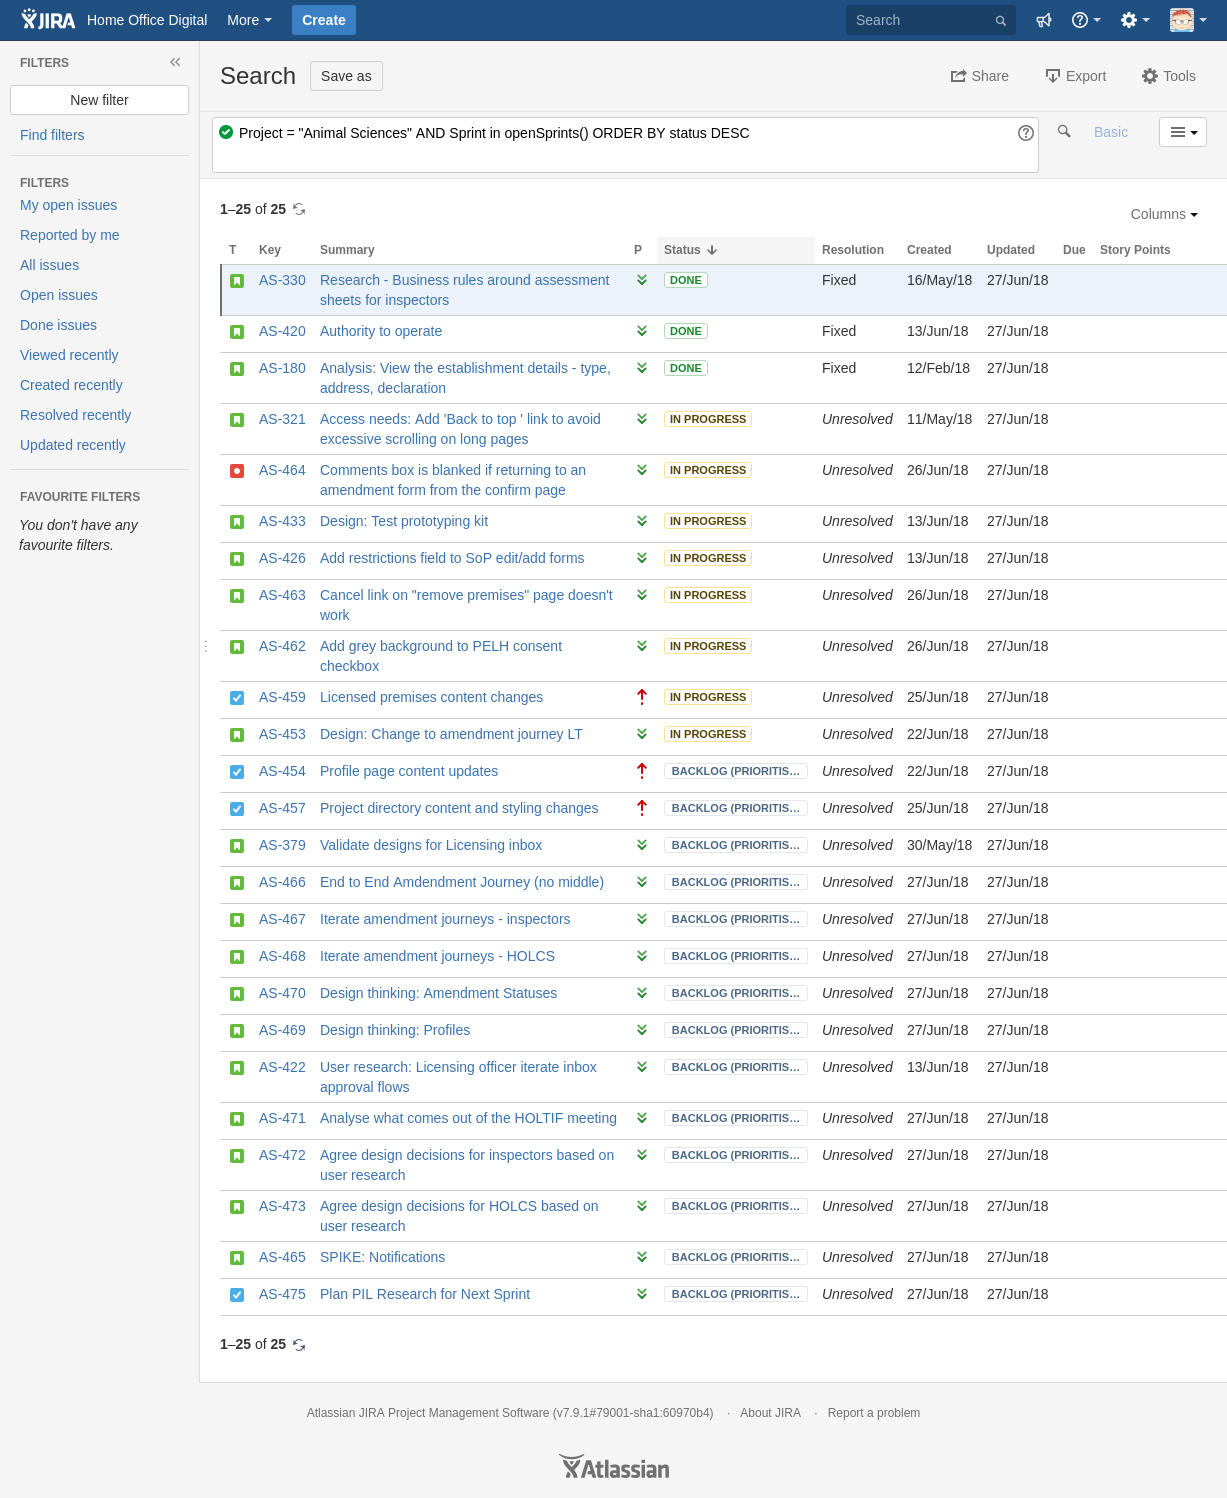 JIRA Home Office Digital More Create Search
FILTERS
New filter
Find filters
FILTERS
My open issues
Reported by me
All issues
Open issues
Done issues
Viewed recently
Created recently
Resolved recently
Updated recently
FAVOURITE FILTERS
You don't have any
favourite filters.
Search Save as Share Export Tools
Project = "Animal Sciences" AND Sprint in openSprints() ORDER BY status DESC Basic
1–25 of 25
Columns
T Key Summary P Status Resolution Created Updated Due Story Points
AS-330 Research - Business rules around assessment DONE Fixed 16/May/18 27/Jun/18
sheets for inspectors
AS-420 Authority to operate DONE Fixed 13/Jun/18 27/Jun/18
AS-180 Analysis: View the establishment details - type, DONE Fixed 12/Feb/18 27/Jun/18
address, declaration
AS-321 Access needs: Add 'Back to top ' link to avoid IN PROGRESS Unresolved 11/May/18 27/Jun/18
excessive scrolling on long pages
AS-464 Comments box is blanked if returning to an IN PROGRESS Unresolved 26/Jun/18 27/Jun/18
amendment form from the confirm page
AS-433 Design: Test prototyping kit IN PROGRESS Unresolved 13/Jun/18 27/Jun/18
AS-426 Add restrictions field to SoP edit/add forms IN PROGRESS Unresolved 13/Jun/18 27/Jun/18
AS-463 Cancel link on "remove premises" page doesn't IN PROGRESS Unresolved 26/Jun/18 27/Jun/18
work
AS-462 Add grey background to PELH consent IN PROGRESS Unresolved 26/Jun/18 27/Jun/18
checkbox
AS-459 Licensed premises content changes IN PROGRESS Unresolved 25/Jun/18 27/Jun/18
AS-453 Design: Change to amendment journey LT IN PROGRESS Unresolved 22/Jun/18 27/Jun/18
AS-454 Profile page content updates BACKLOG (PRIORITIS… Unresolved 22/Jun/18 27/Jun/18
AS-457 Project directory content and styling changes BACKLOG (PRIORITIS… Unresolved 25/Jun/18 27/Jun/18
AS-379 Validate designs for Licensing inbox BACKLOG (PRIORITIS… Unresolved 30/May/18 27/Jun/18
AS-466 End to End Amdendment Journey (no middle) BACKLOG (PRIORITIS… Unresolved 27/Jun/18 27/Jun/18
AS-467 Iterate amendment journeys - inspectors BACKLOG (PRIORITIS… Unresolved 27/Jun/18 27/Jun/18
AS-468 Iterate amendment journeys - HOLCS BACKLOG (PRIORITIS… Unresolved 27/Jun/18 27/Jun/18
AS-470 Design thinking: Amendment Statuses BACKLOG (PRIORITIS… Unresolved 27/Jun/18 27/Jun/18
AS-469 Design thinking: Profiles BACKLOG (PRIORITIS… Unresolved 27/Jun/18 27/Jun/18
AS-422 User research: Licensing officer iterate inbox BACKLOG (PRIORITIS… Unresolved 13/Jun/18 27/Jun/18
approval flows
AS-471 Analyse what comes out of the HOLTIF meeting BACKLOG (PRIORITIS… Unresolved 27/Jun/18 27/Jun/18
AS-472 Agree design decisions for inspectors based on BACKLOG (PRIORITIS… Unresolved 27/Jun/18 27/Jun/18
user research
AS-473 Agree design decisions for HOLCS based on BACKLOG (PRIORITIS… Unresolved 27/Jun/18 27/Jun/18
user research
AS-465 SPIKE: Notifications BACKLOG (PRIORITIS… Unresolved 27/Jun/18 27/Jun/18
AS-475 Plan PIL Research for Next Sprint BACKLOG (PRIORITIS… Unresolved 27/Jun/18 27/Jun/18
1–25 of 25
Atlassian JIRA Project Management Software (v7.9.1#79001-sha1:60970b4) · About JIRA · Report a problem
Atlassian